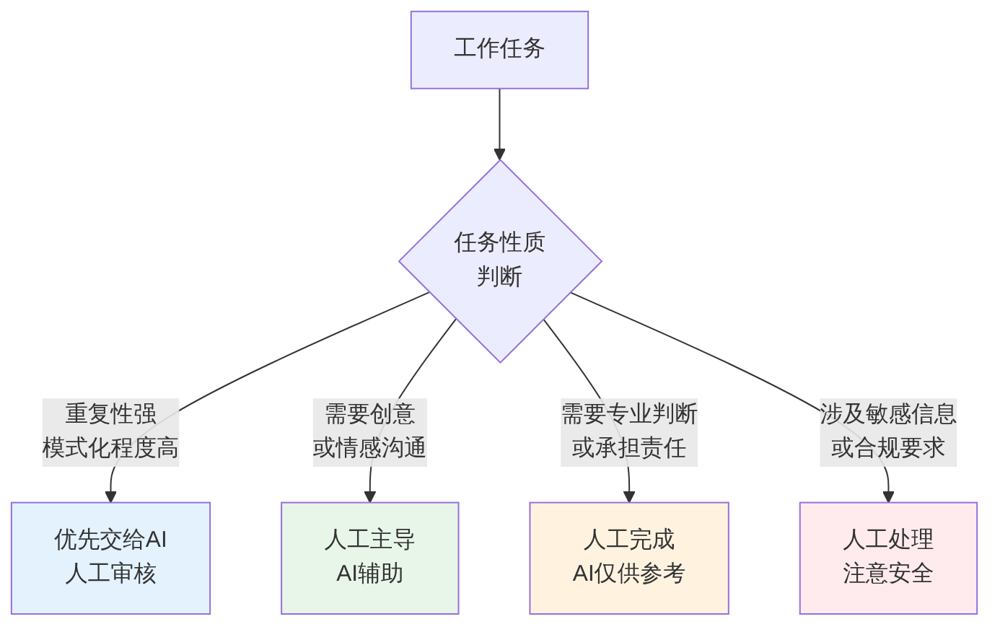 工作任务
任务性质
判断
重复性强
模式化程度高
需要创意
或情感沟通
需要专业判断
或承担责任
涉及敏感信息
或合规要求
优先交给AI
人工审核
人工主导
AI辅助
人工完成
AI仅供参考
人工处理
注意安全